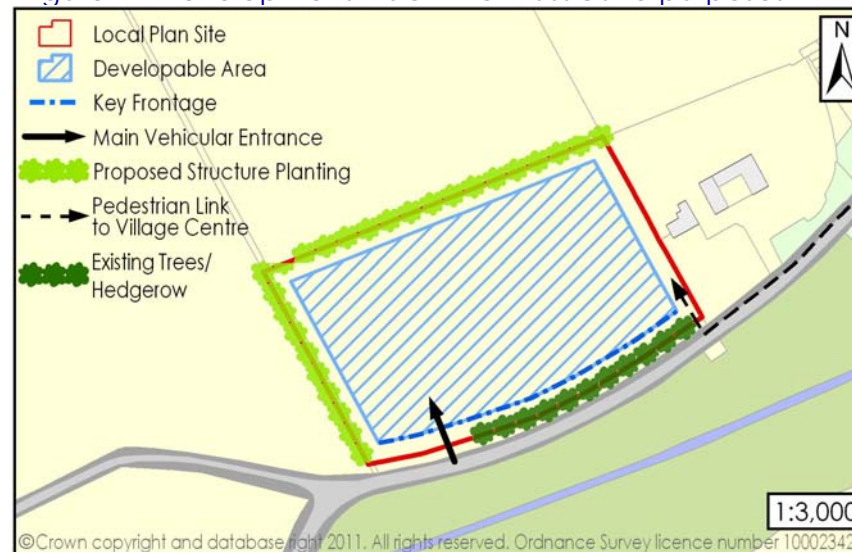 N
Local Plan Site
Developable Area
Key Frontage
Main Vehicular Entrance
Proposed Structure Planting
Pedestrian Link
to Village Centre
Existing Trees/
Hedgerow
1:3,000
©Crown copyright and database right 2011. All rights reserved. Ordnance Survey licence number 10002342